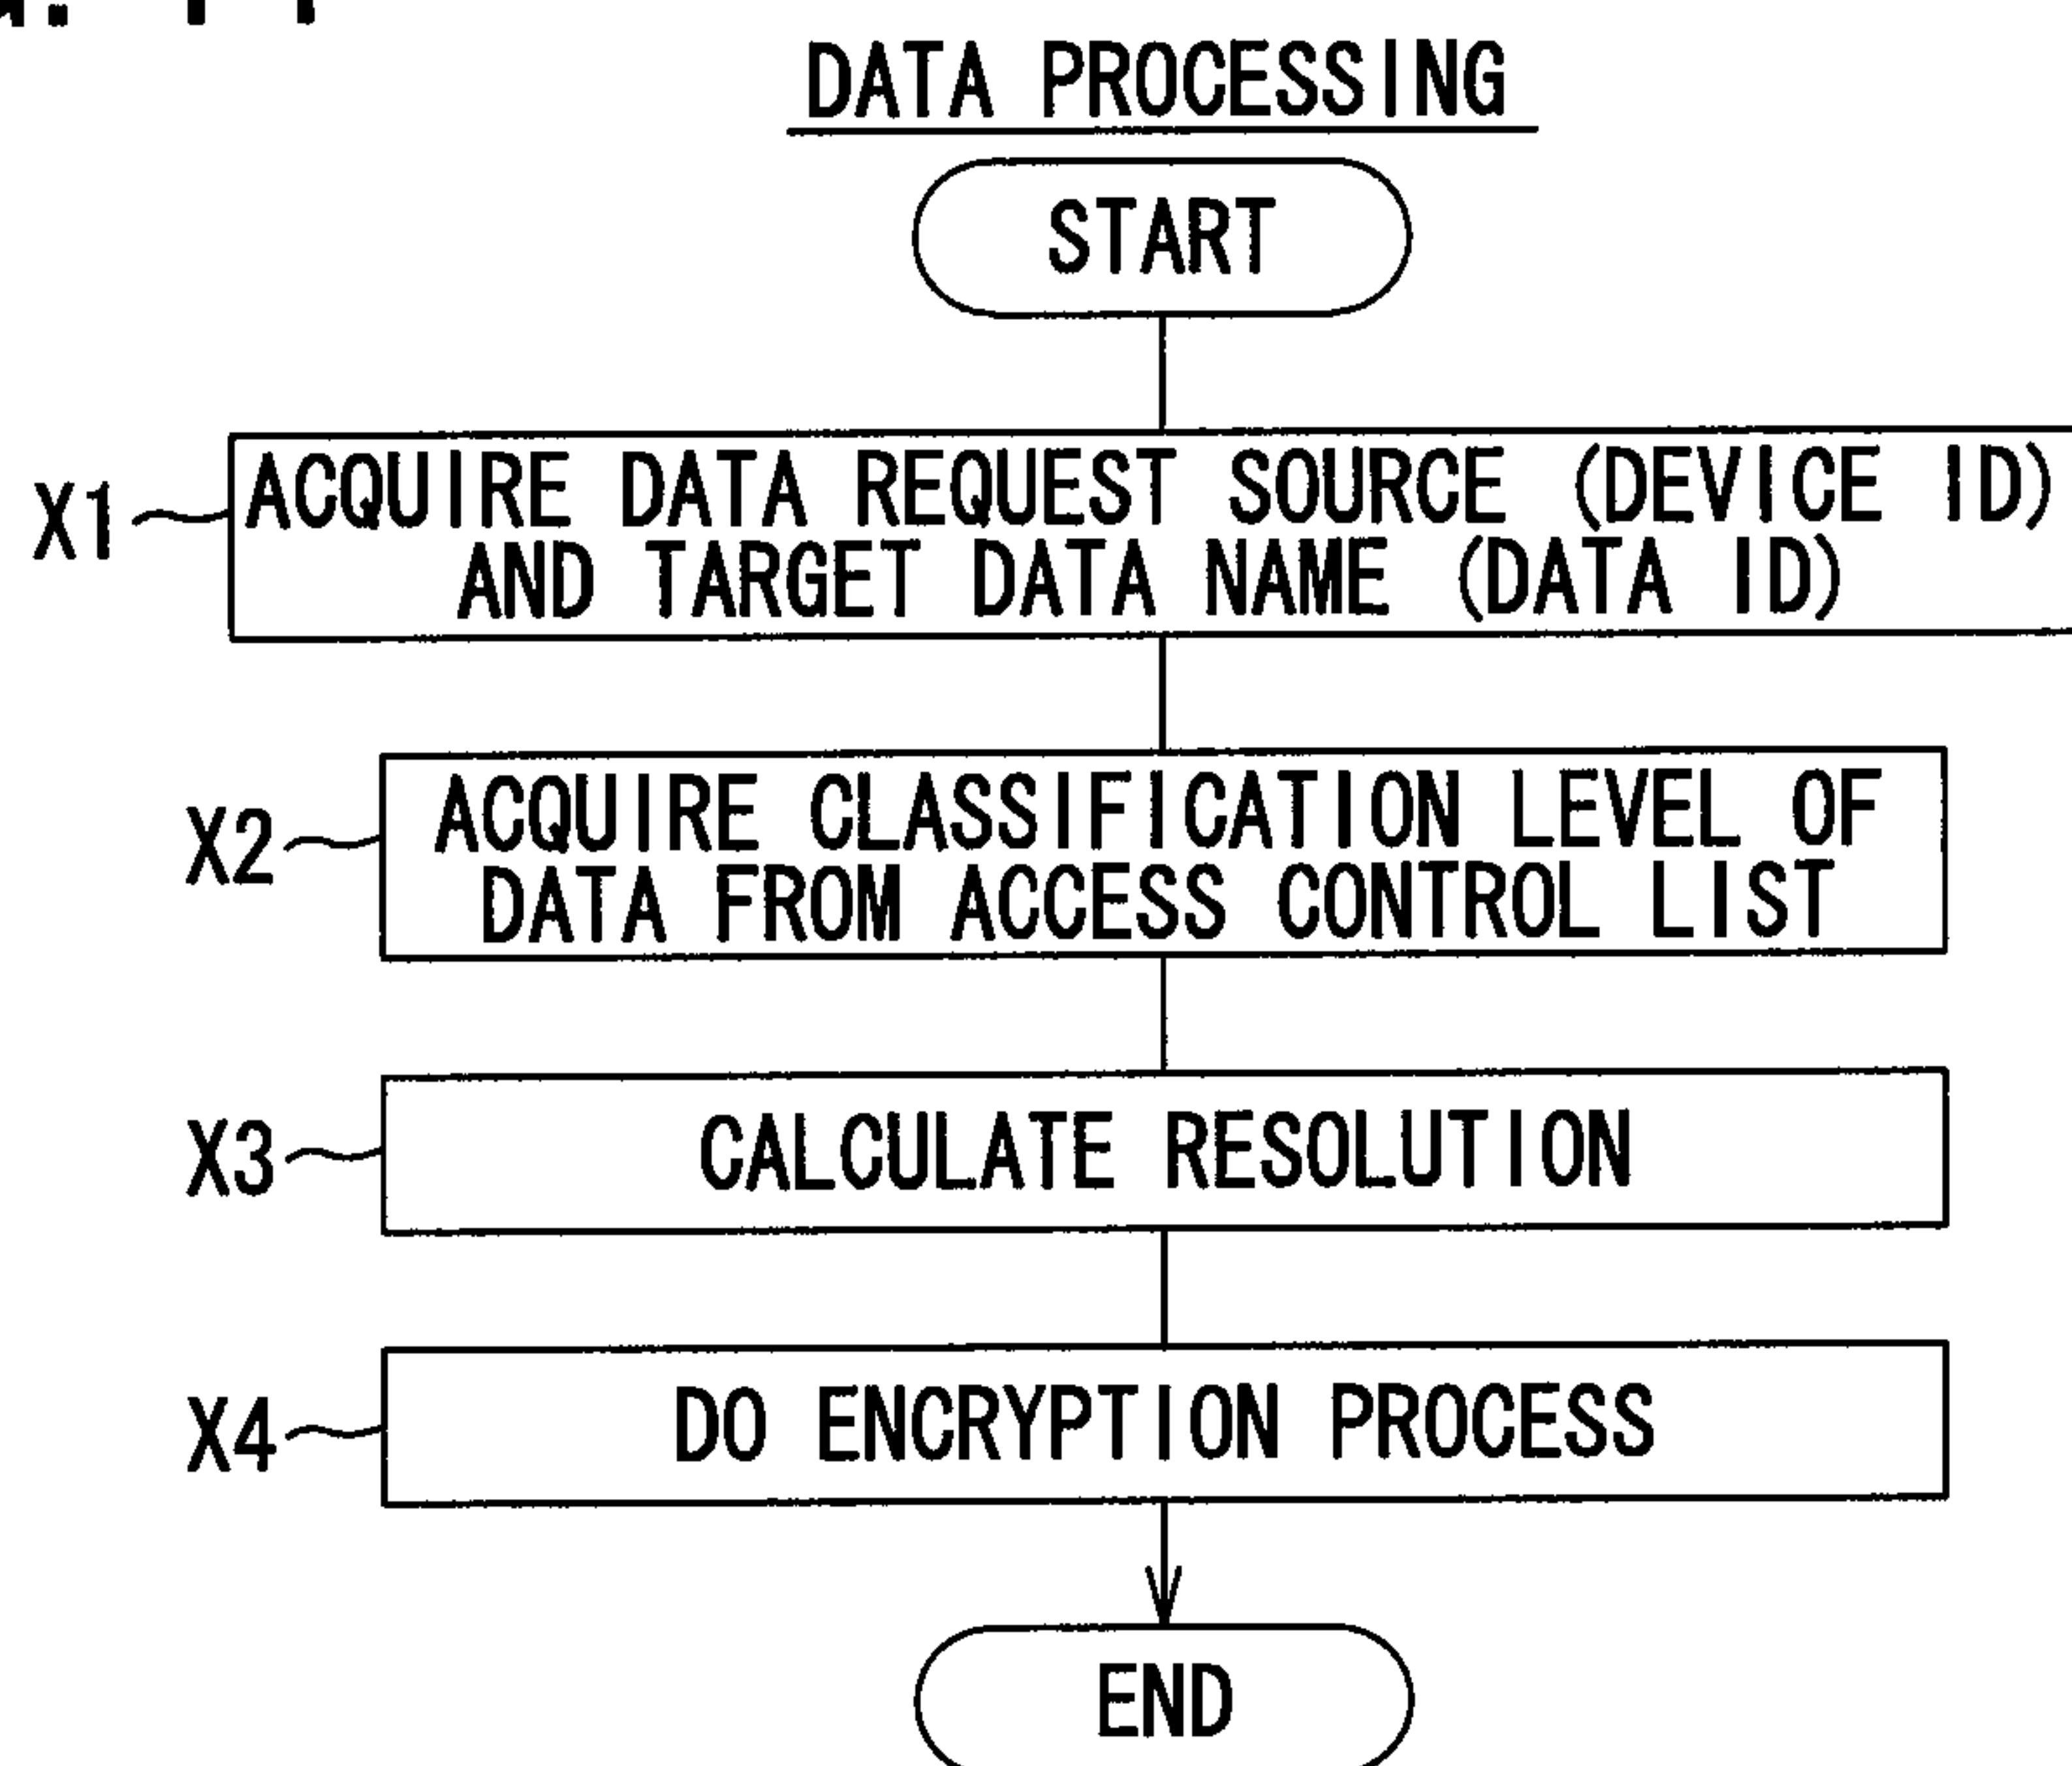 DATA PROCESSING
START
X1
ACQUIRE DATA REQUEST SOURCE (DEVICE ID)
AND TARGET DATA NAME (DATA ID)
X2
ACQUIRE CLASSIFICATION LEVEL OF
DATA FROM ACCESS CONTROL LIST
X3
CALCULATE RESOLUTION
X4
DO ENCRYPTION PROCESS
END